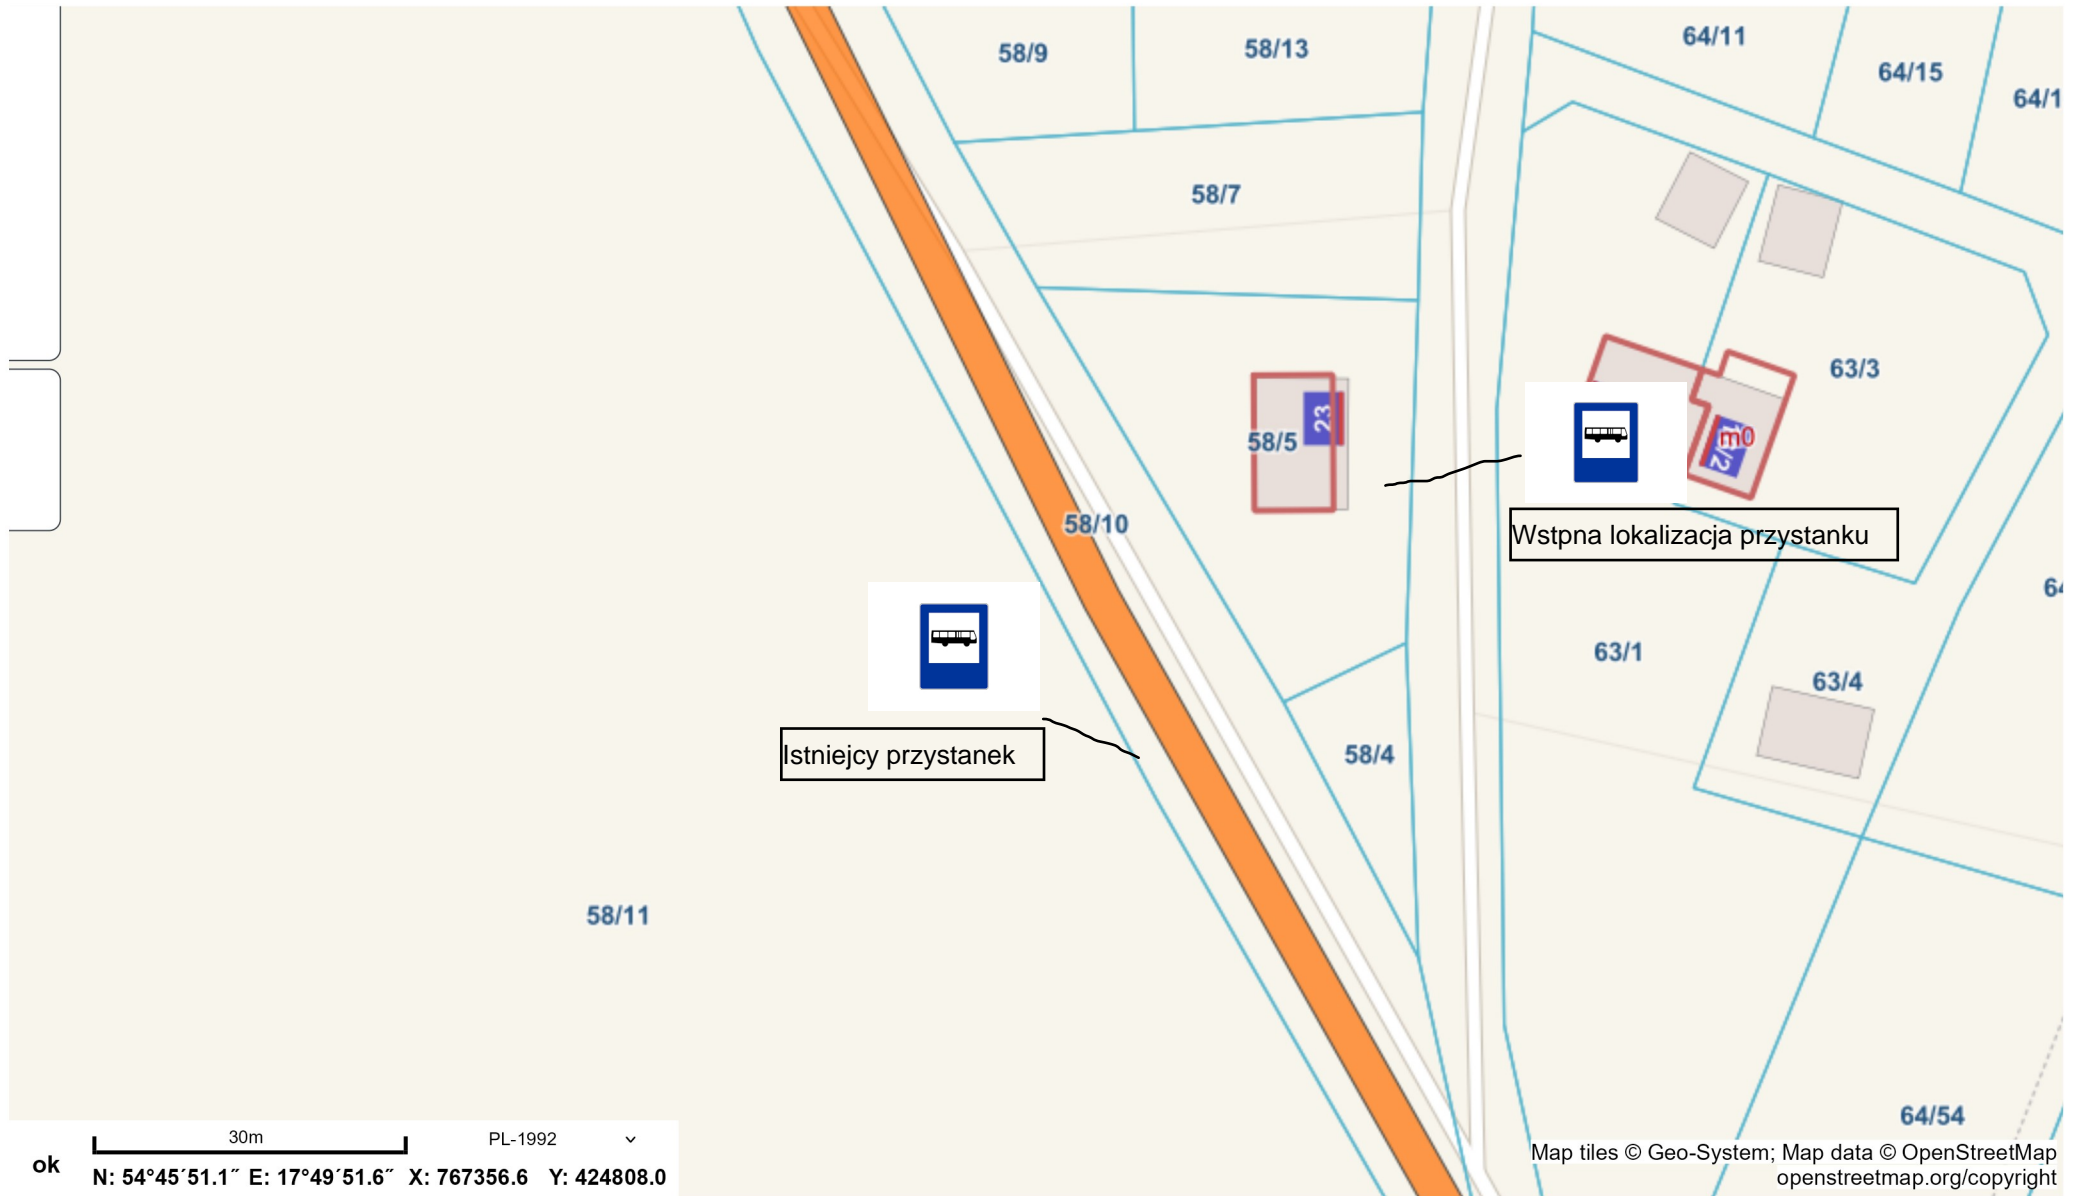 58/9
58/13
64/11
64/15
64/1
58/7
63/3
23
58/5
m0
/2
58/10
Wstpna lokalizacja przystanku
64
63/1
63/4
Istniejcy przystanek
58/4
58/11
64/54
30m
PL-1992
ok
N: 54°45´51.1˝ E: 17°49´51.6˝ X: 767356.6 Y: 424808.0
Map tiles © Geo-System; Map data © OpenStreetMap
openstreetmap.org/copyright